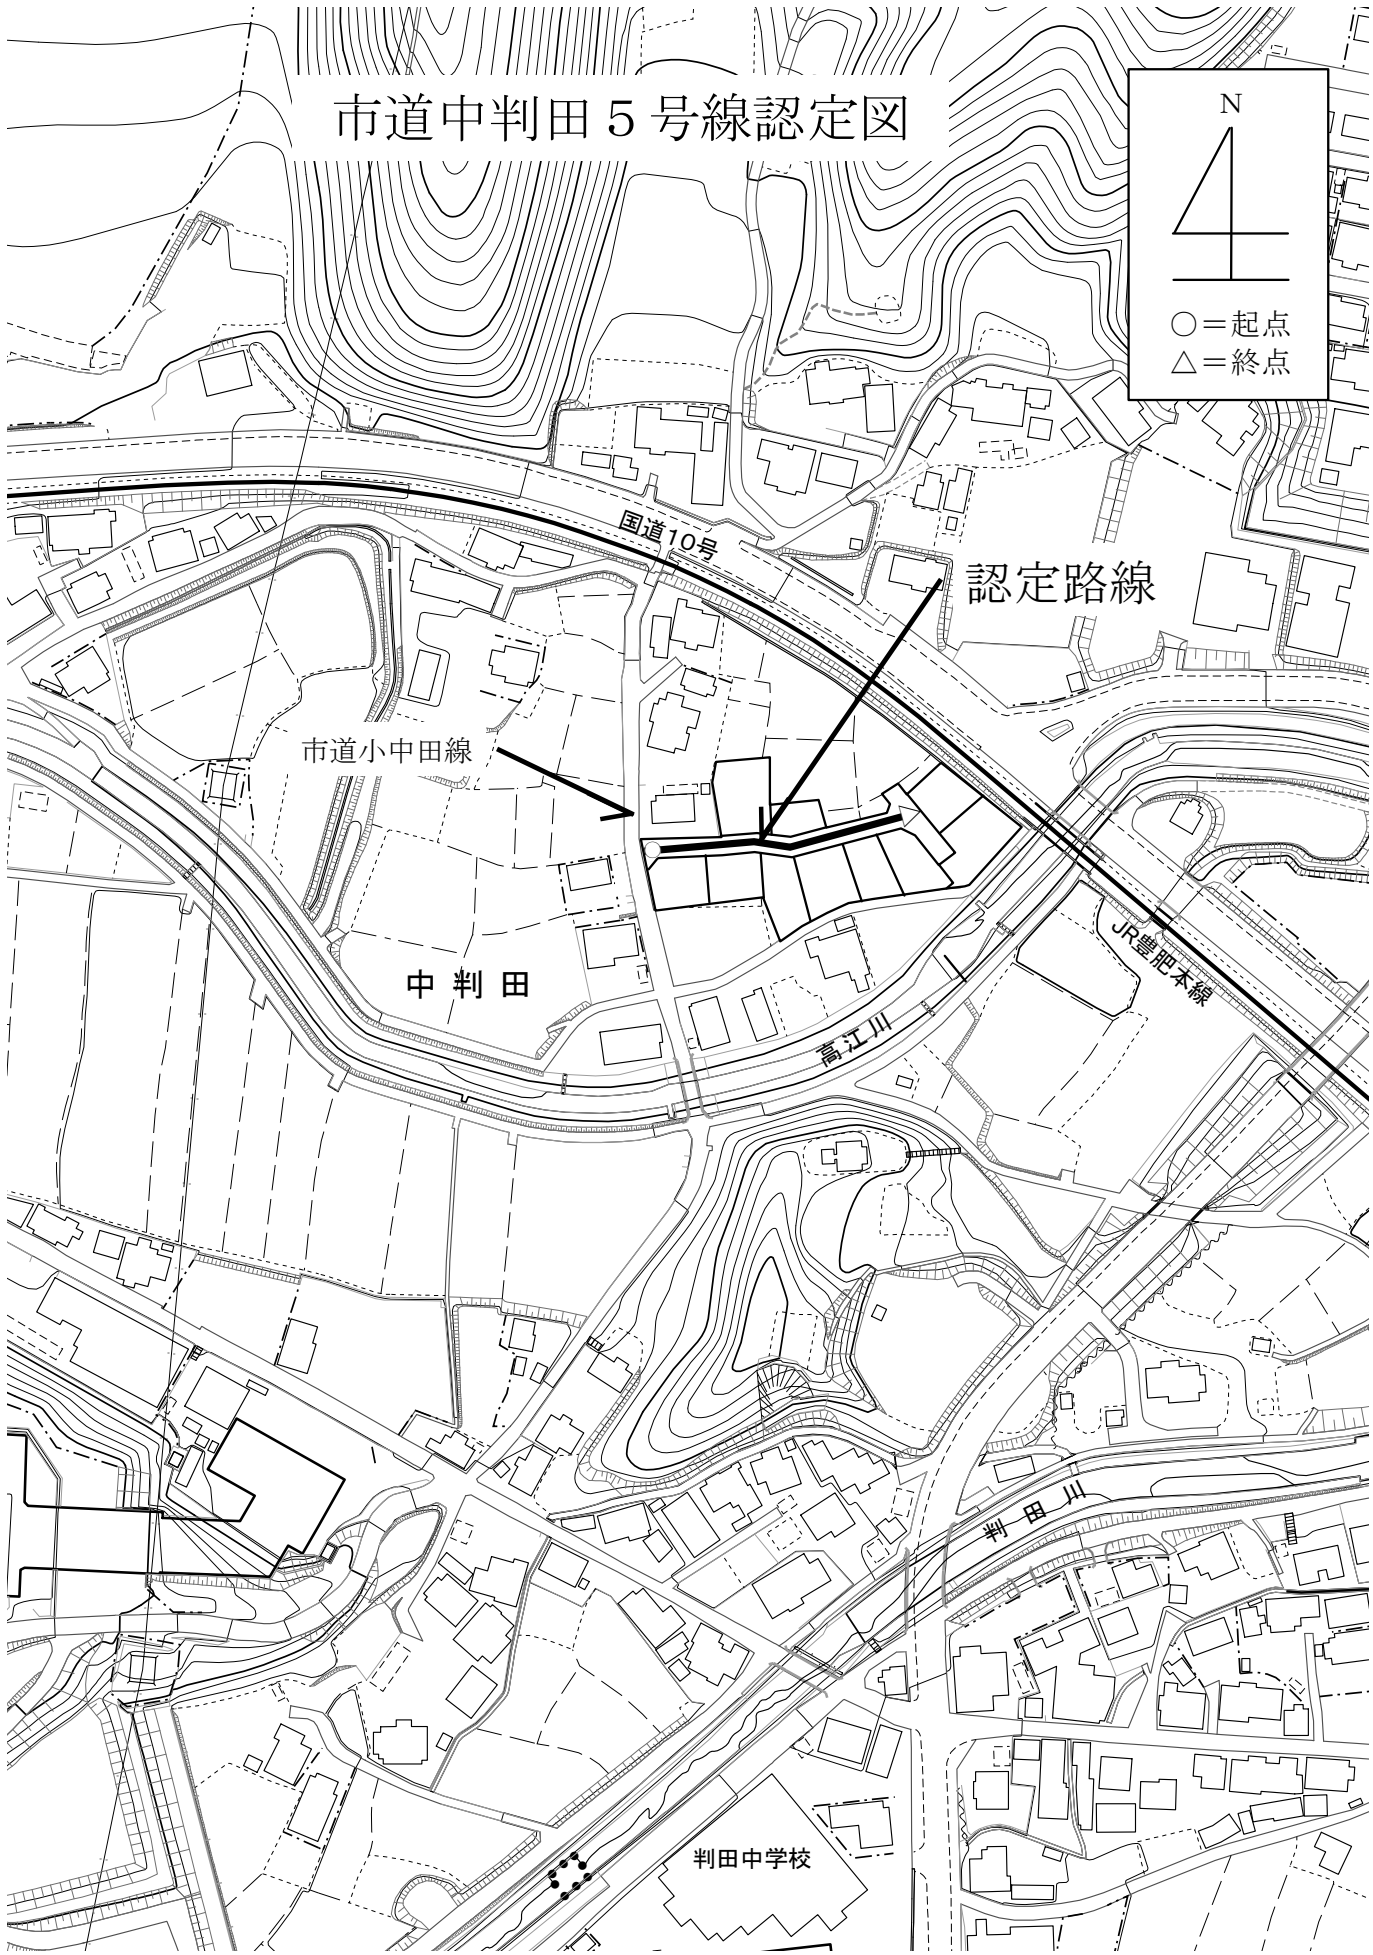 市道中判田５号線認定図
N
○＝起点
△＝終点
国道10号
認定路線
市道小中田線
JR豊肥本線
中判田
高江川
判田川
判田中学校